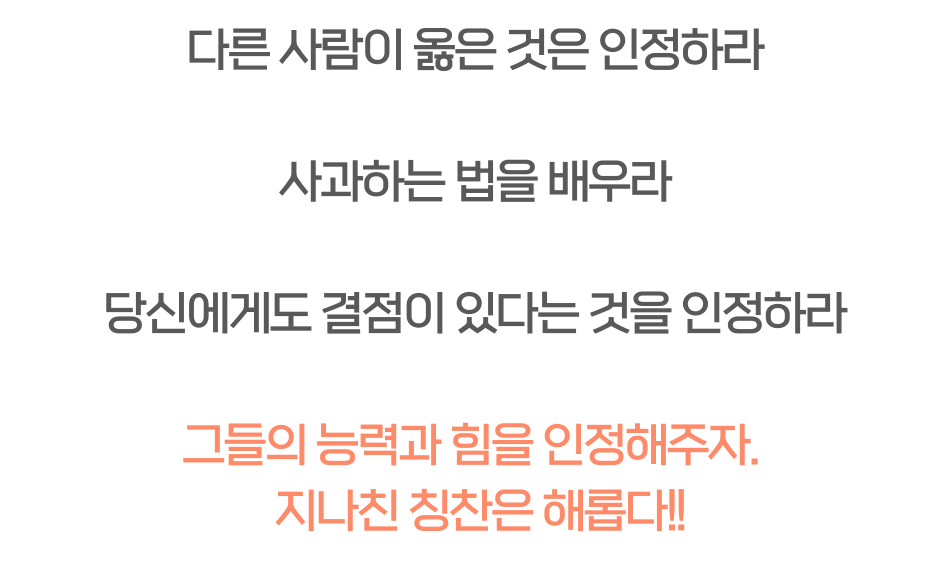 다른 사람이 옳은 것은 인정하라
사과하는 법을 배우라
당신에게도 결점이 있다는 것을 인정하라
그들의 능력과 힘을 인정해주자.
지나친 칭찬은 해롭다!!